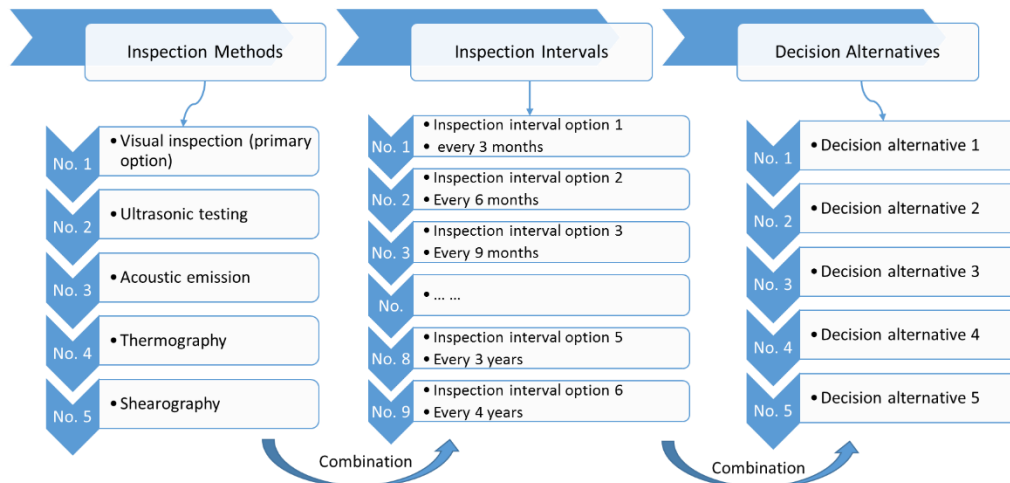 Inspection Methods
No. 1
• Visual inspection (primary
option)
No. 2
• Ultrasonic testing
No. 3
• Acoustic emission
No. 4
• Thermography
No. 5
• Shearography
Combination
Inspection Intervals
No. 1
• Inspection interval option 1
• every 3 months
No. 2
• Inspection interval option 2
• Every 6 months
No. 3
• Inspection interval option 3
• Every 9 months
No.
• ... ...
No. 8
• Inspection interval option 5
• Every 3 years
No. 9
• Inspection interval option 6
• Every 4 years
Combination
Decision Alternatives
No. 1
• Decision alternative 1
No. 2
• Decision alternative 2
No. 3
• Decision alternative 3
No. 4
• Decision alternative 4
No. 5
• Decision alternative 5